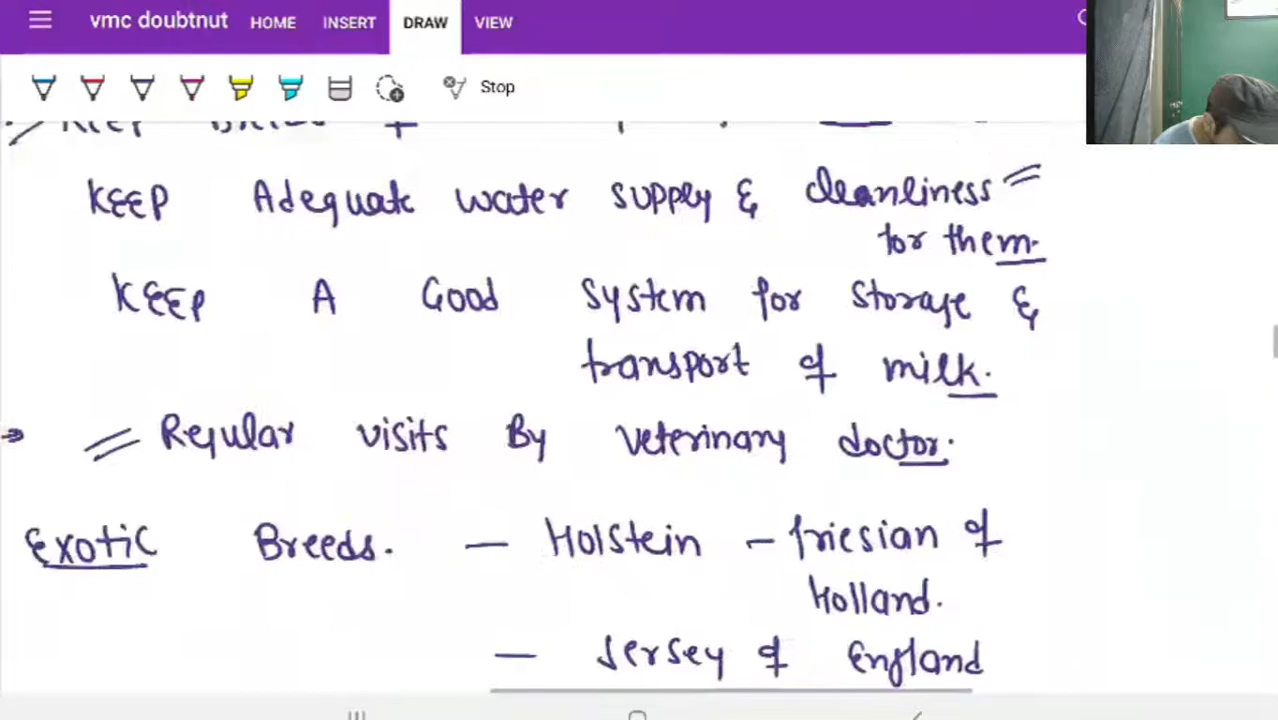 vmc doubtnut HOME INSERT DRAW VIEW
Stop
KEEP Adequate water supply & cleanliness
for them.
KEEP A Good System for Storage &
transport of milk.
Regular visits By veterinary doctor.
Exotic Breeds. — Holstein – friesian of
Holland.
— Jersey of England